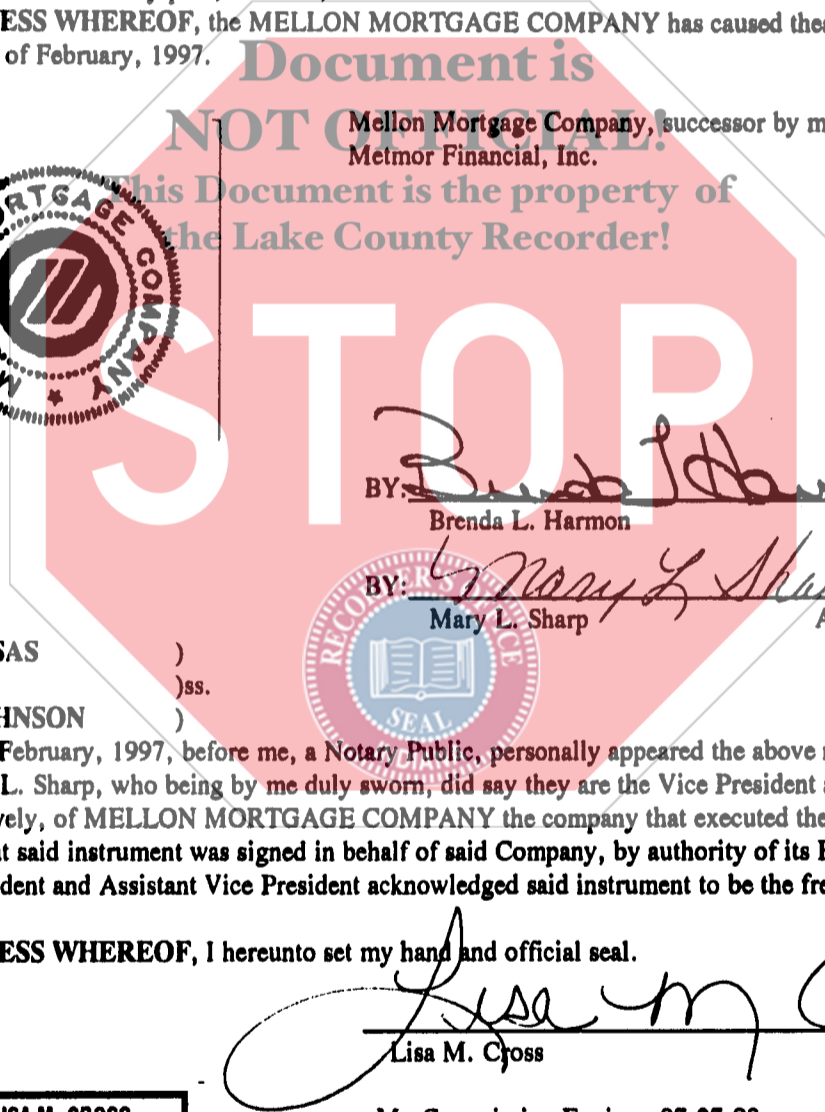 ESS WHEREOF, the MELLON MORTGAGE COMPANY has caused
of February, 1997.
Document is
NOT OFFICIAL!
Mellon Mortgage Company, successor by
Metmor Financial, Inc.
This Document is the property of
the Lake County Recorder!
RTGAGE COMPANY ★ M
STOP
BY: Brenda L Ha
Brenda L. Harmon
BY: Mary L Sha
Mary L. Sharp A
RECORDER'S OFFICE
SEAL
SAS )
)ss.
HNSON )
February, 1997, before me, a Notary Public, personally appeared the above
L. Sharp, who being by me duly sworn, did say they are the Vice President
vely, of MELLON MORTGAGE COMPANY the company that executed the
t said instrument was signed in behalf of said Company, by authority of its
dent and Assistant Vice President acknowledged said instrument to be the fre
ESS WHEREOF, I hereunto set my hand and official seal.
Lisa M C
Lisa M. Cross